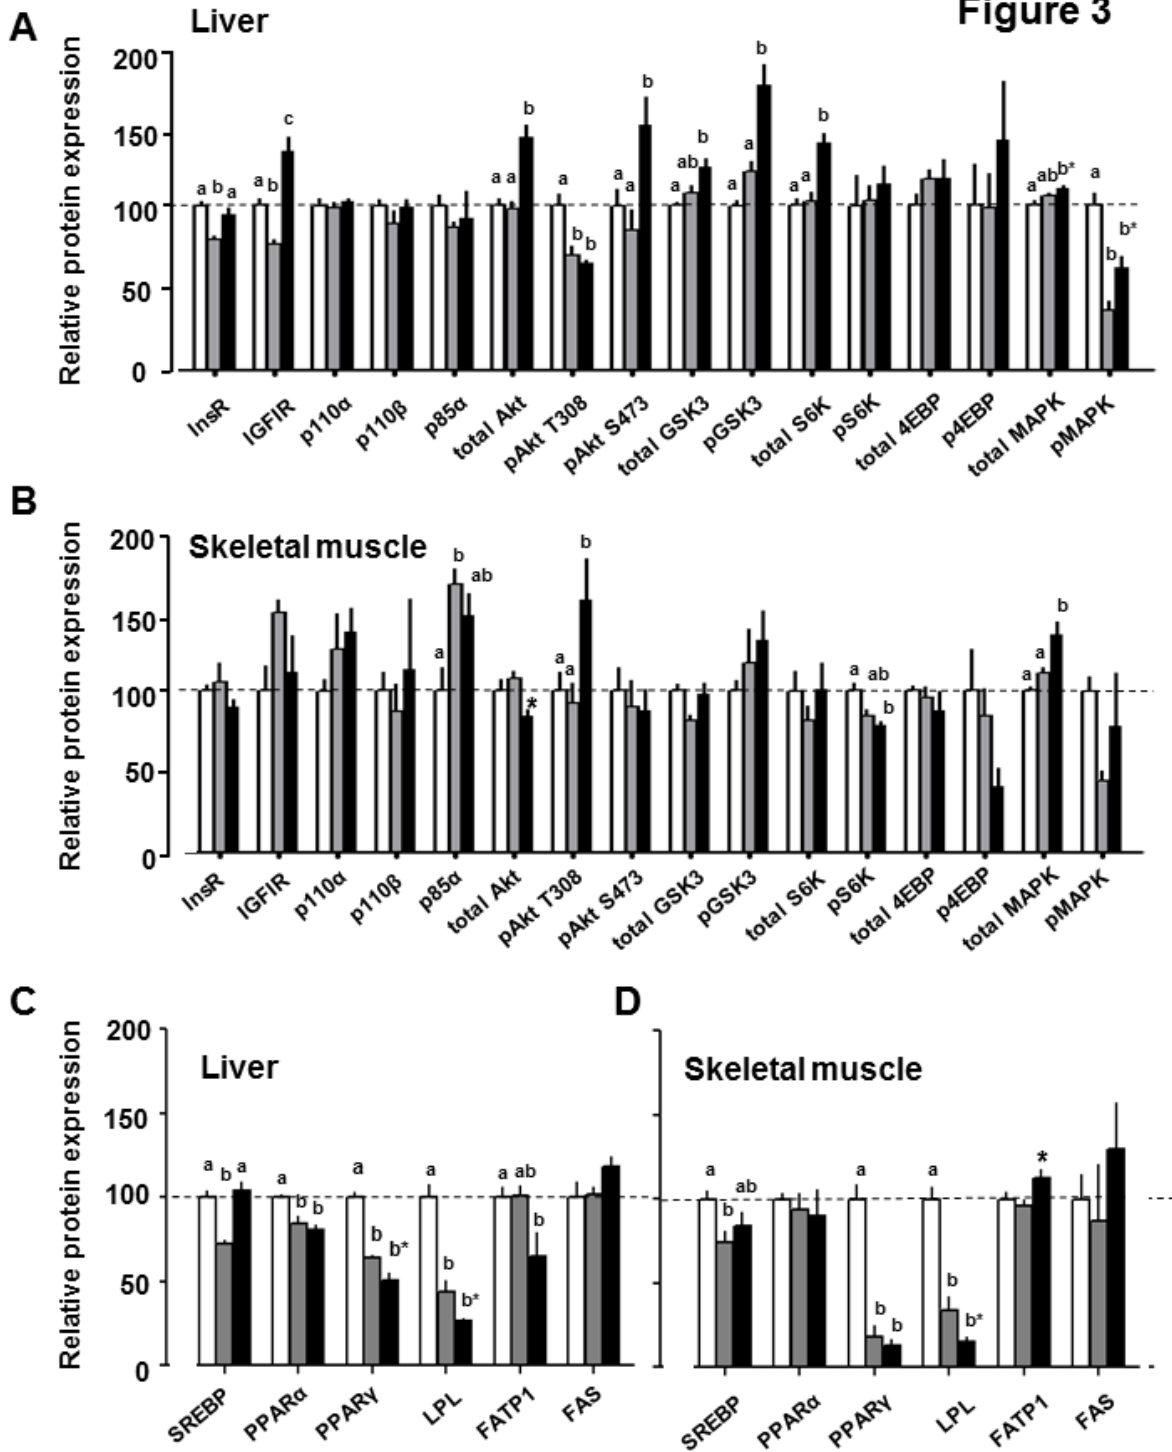 Figure 3
A
Liver
Relative protein expression
200
150
100
50
0
c
b
b
b
b
b
a b a
a b
a a
a
b b
a a
a ab
a
a
a a
a ab b*
a
b
b*
InsR
IGFIR
p110α
p110β
p85α
total Akt
pAkt T308
pAkt S473
total GSK3
pGSK3
total S6K
pS6K
total 4EBP
p4EBP
total MAPK
pMAPK
B
Skeletal muscle
Relative protein expression
200
150
100
50
0
a
b
ab
*
a
a
b
a
ab
b
a
a
b
InsR
IGFIR
p110α
p110β
p85α
total Akt
pAkt T308
pAkt S473
total GSK3
pGSK3
total S6K
pS6K
total 4EBP
p4EBP
total MAPK
pMAPK
C
Liver
Relative protein expression
200
150
100
50
0
a b a
a b b
a b b*
a b b*
a ab b
SREBP
PPARα
PPARγ
LPL
FATP1
FAS
D
Skeletal muscle
a b ab
a b b
a b b*
*
SREBP
PPARα
PPARγ
LPL
FATP1
FAS